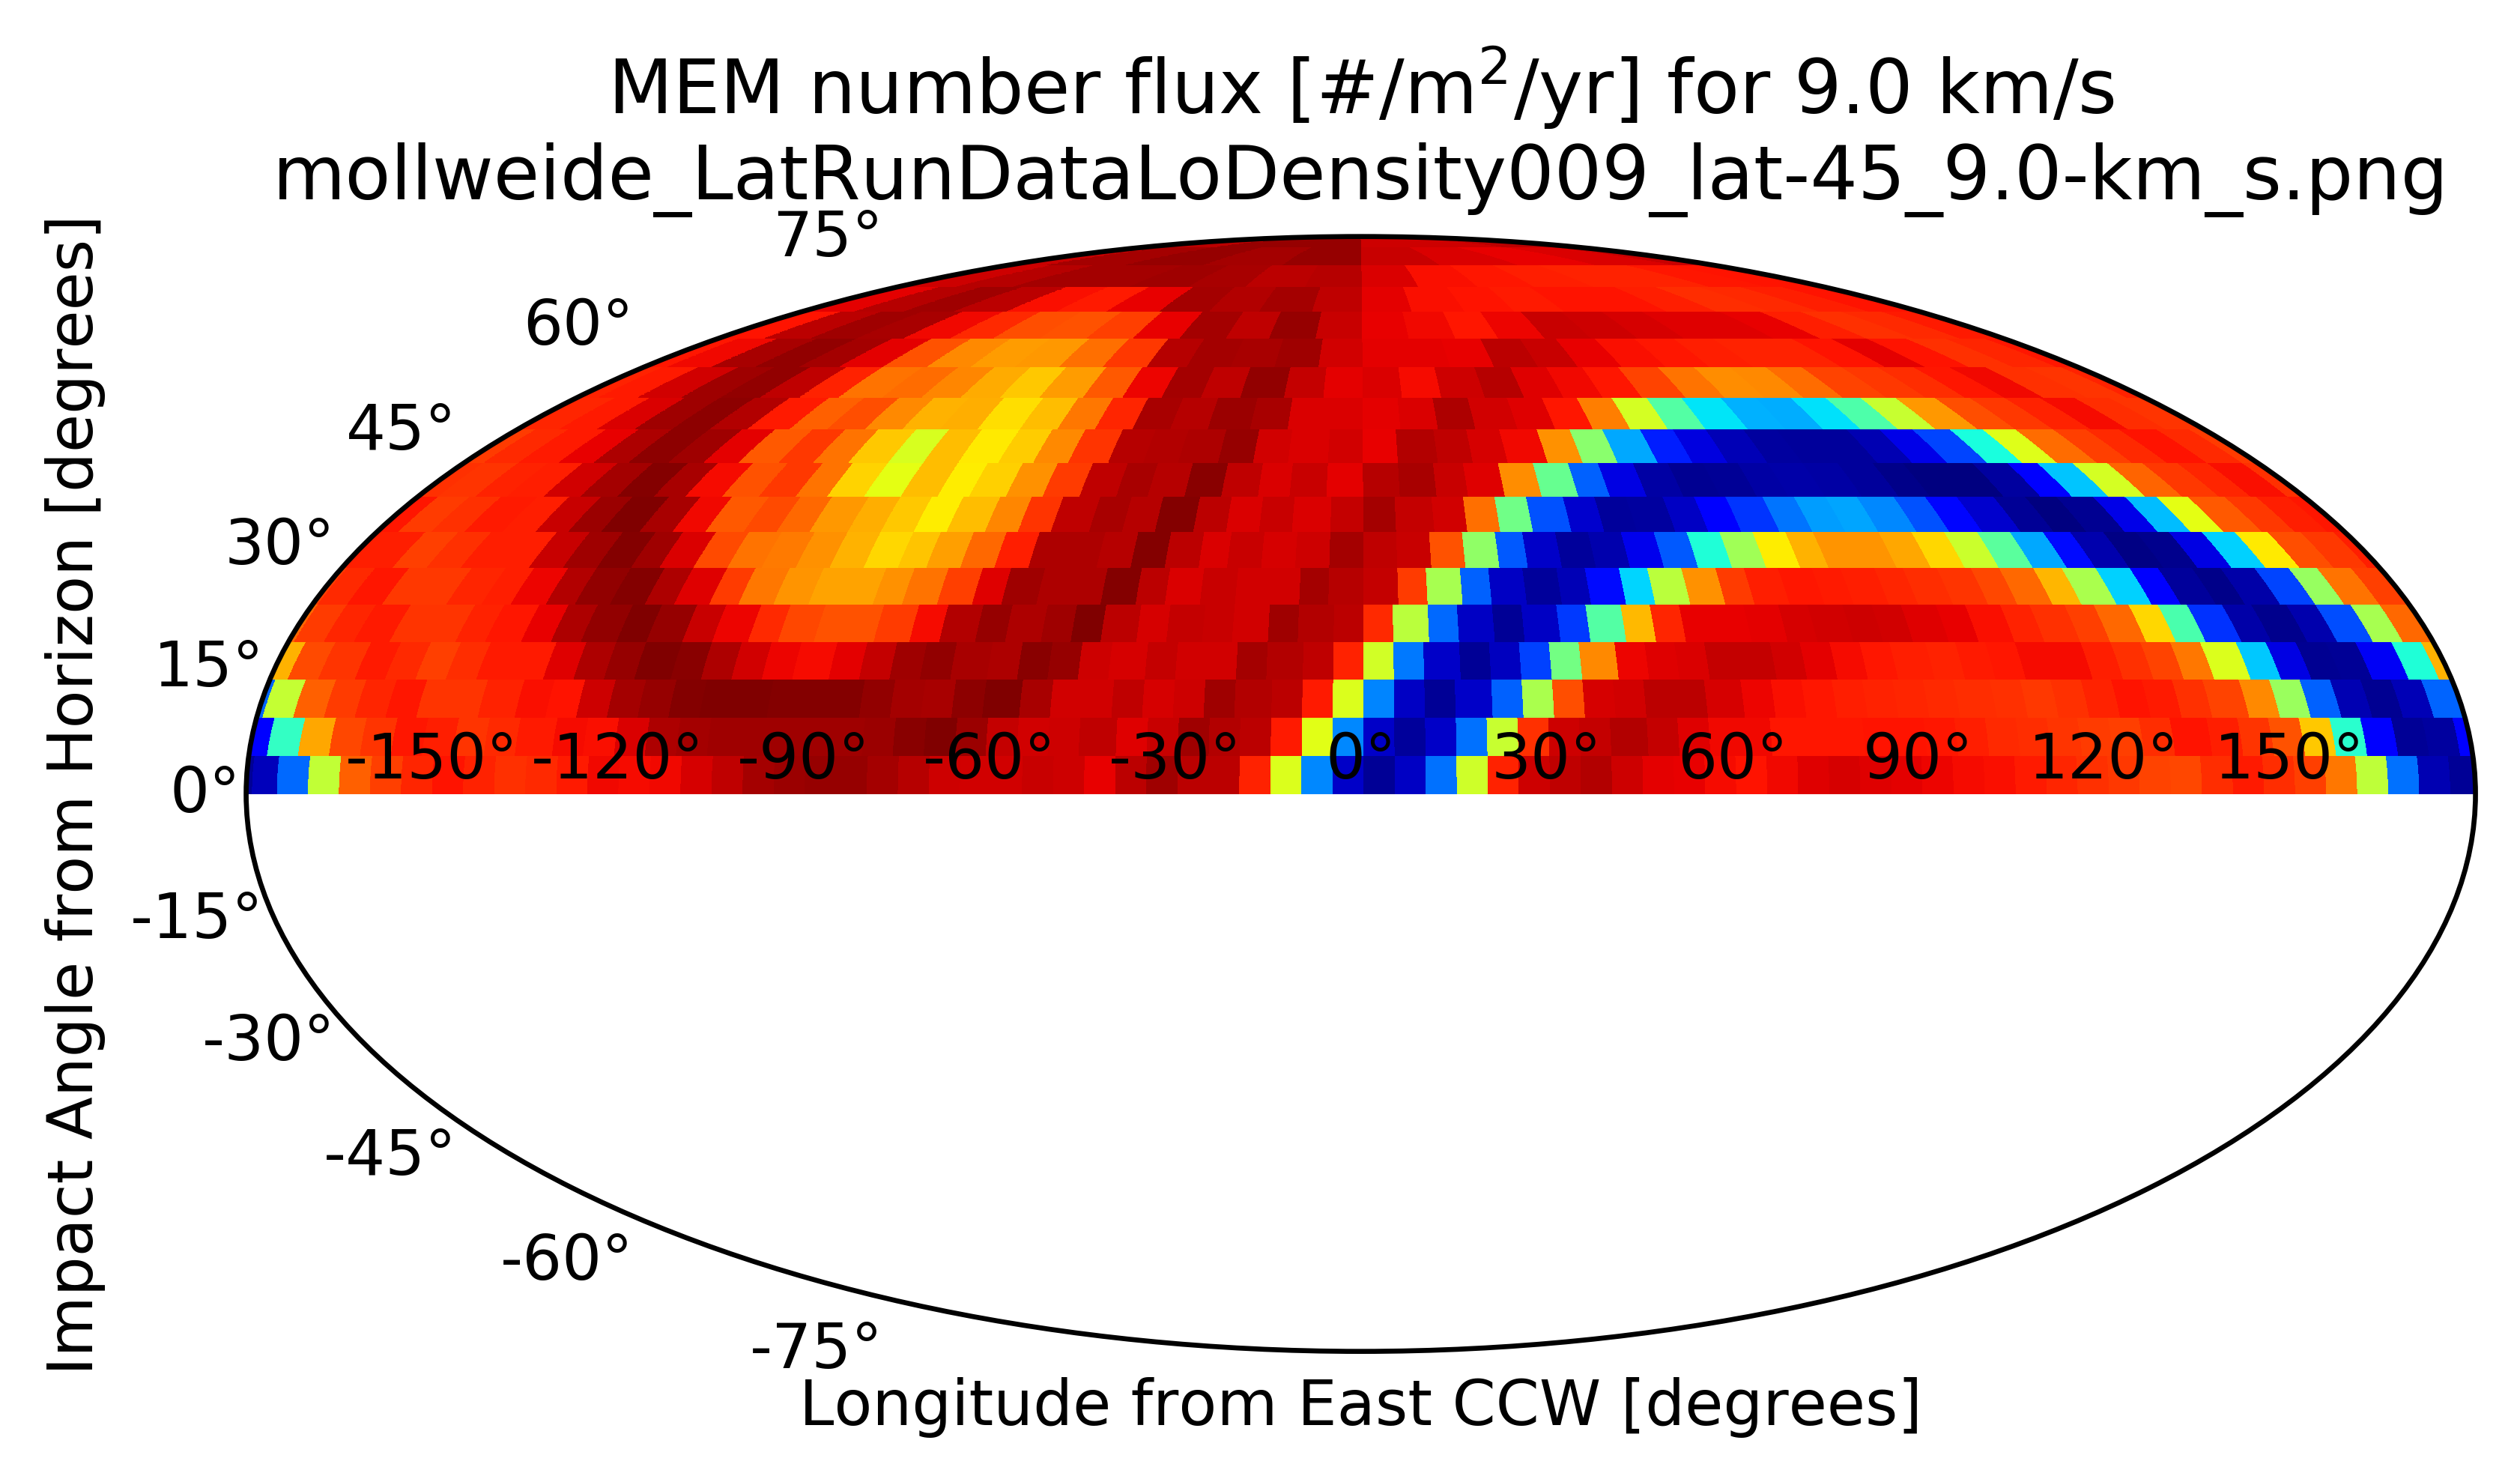 MEM number flux [#/m²/yr] for 9.0 km/s
mollweide_LatRunDataLoDensity009_lat-45_9.0-km_s.png
75°
60°
45°
30°
15°
0°
-15°
-30°
-45°
-60°
-75°
-150° -120° -90° -60° -30° 0° 30° 60° 90° 120° 150°
Impact Angle from Horizon [degrees]
Longitude from East CCW [degrees]